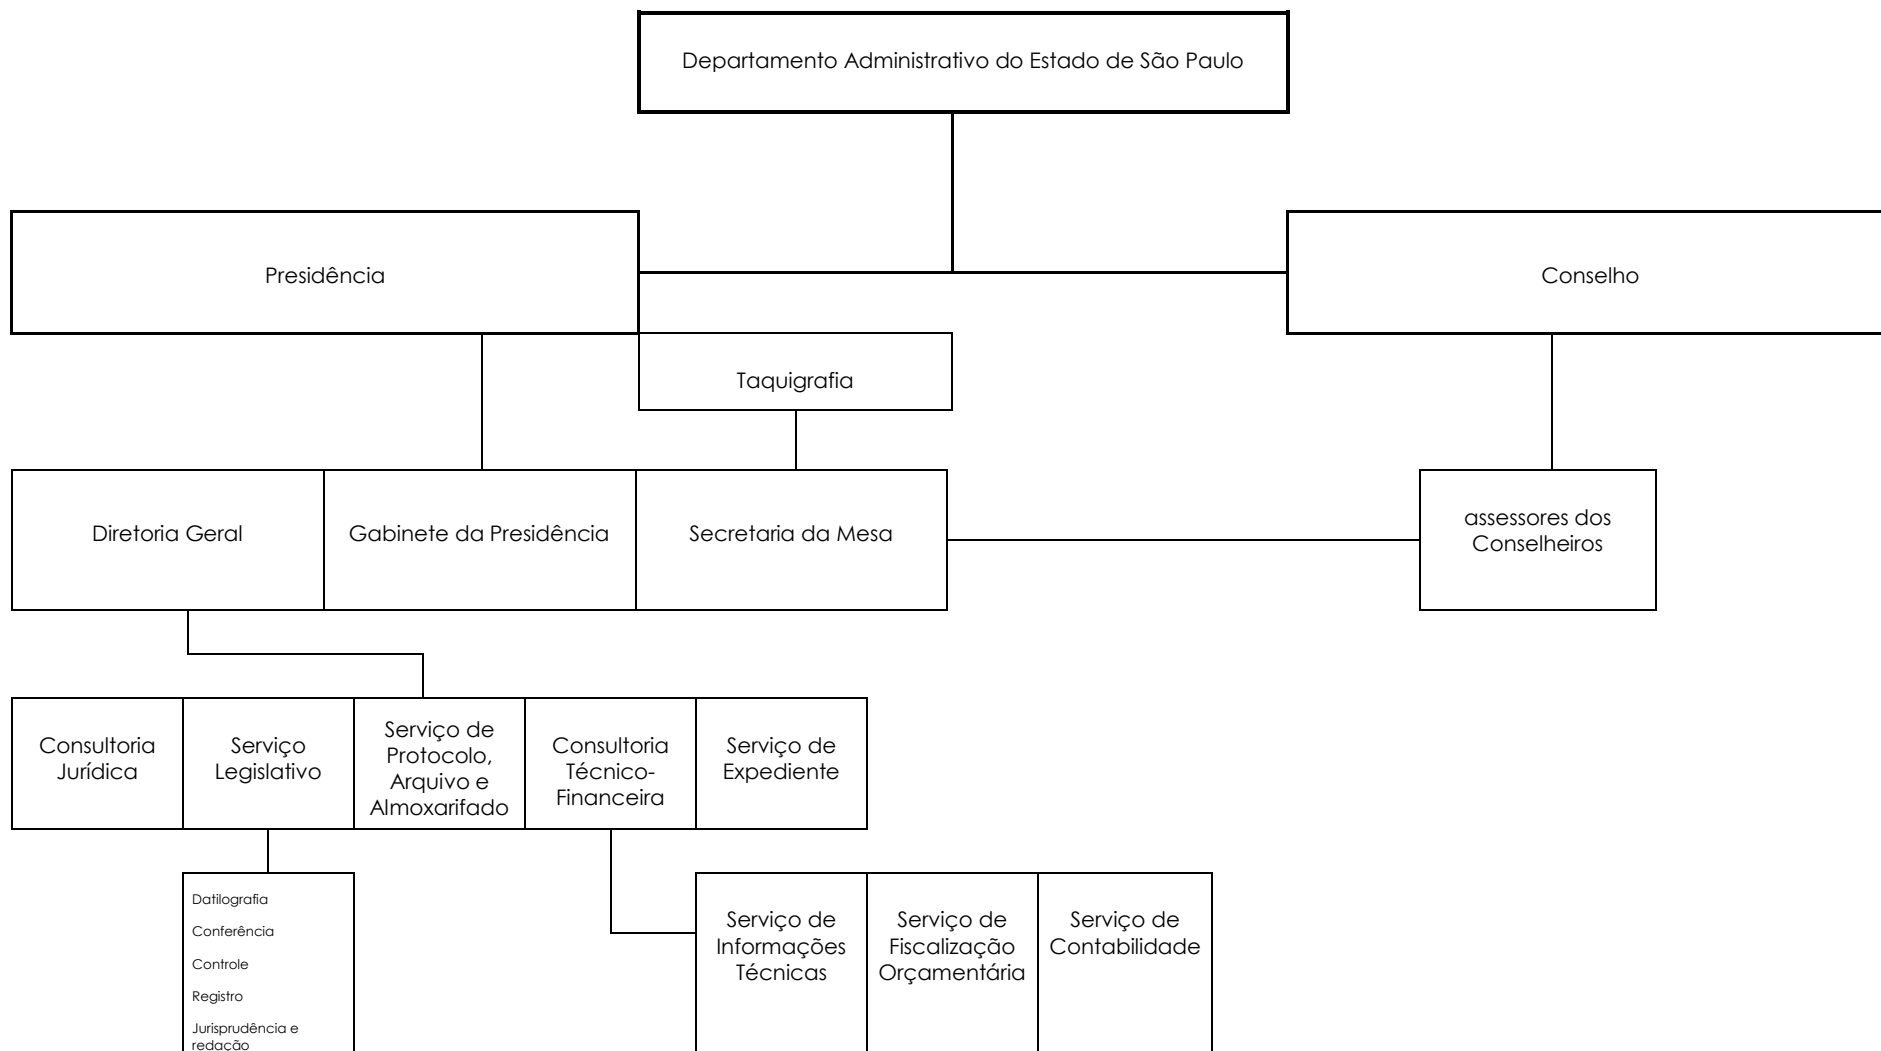 Departamento Administrativo do Estado de São Paulo
Presidência
Conselho
Taquigrafia
Diretoria Geral
Gabinete da Presidência
Secretaria da Mesa
assessores dos
Conselheiros
Consultoria
Jurídica
Serviço
Legislativo
Serviço de
Protocolo,
Arquivo e
Almoxarifado
Consultoria
Técnico-
Financeira
Serviço de
Expediente
Datilografia
Conferência
Controle
Registro
Jurisprudência e
redação
Serviço de
Informações
Técnicas
Serviço de
Fiscalização
Orçamentária
Serviço de
Contabilidade